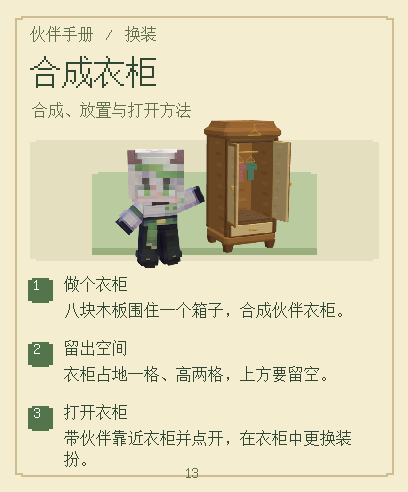 伙伴手册 / 换装
合成衣柜
合成、放置与打开方法
1 做个衣柜
八块木板围住一个箱子，合成伙伴衣柜。
2 留出空间
衣柜占地一格、高两格，上方要留空。
3 打开衣柜
带伙伴靠近衣柜并点开，在衣柜中更换装
扮。
13